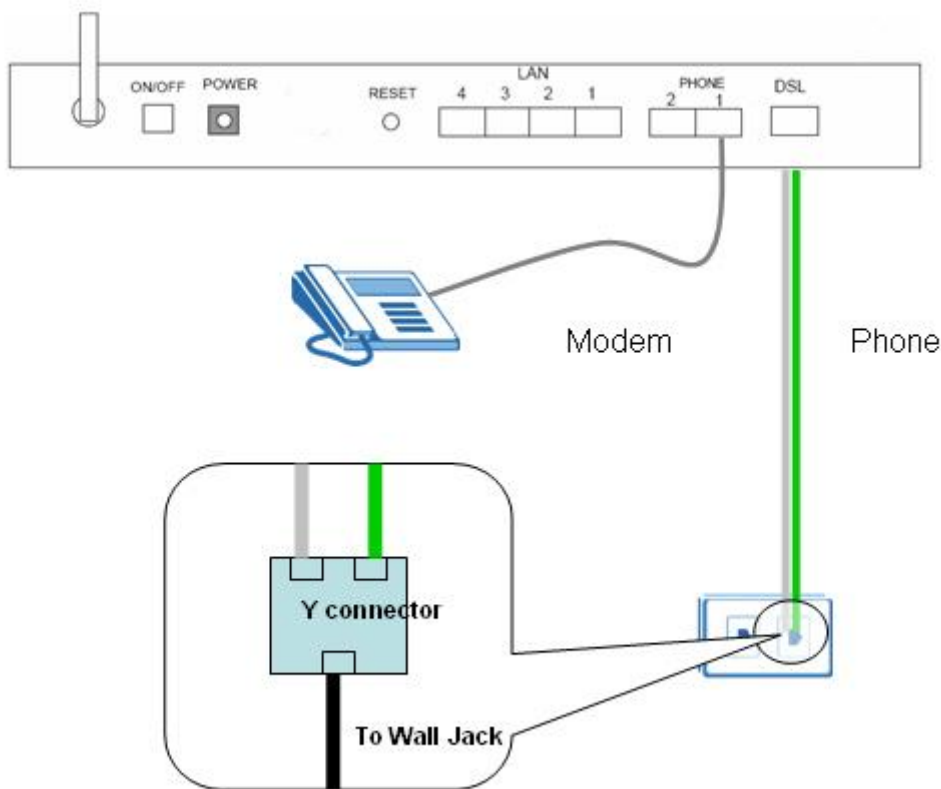 LAN
ON/OFF POWER RESET 4 3 2 1 PHONE DSL
2 1
Modem Phone
Y connector
To Wall Jack